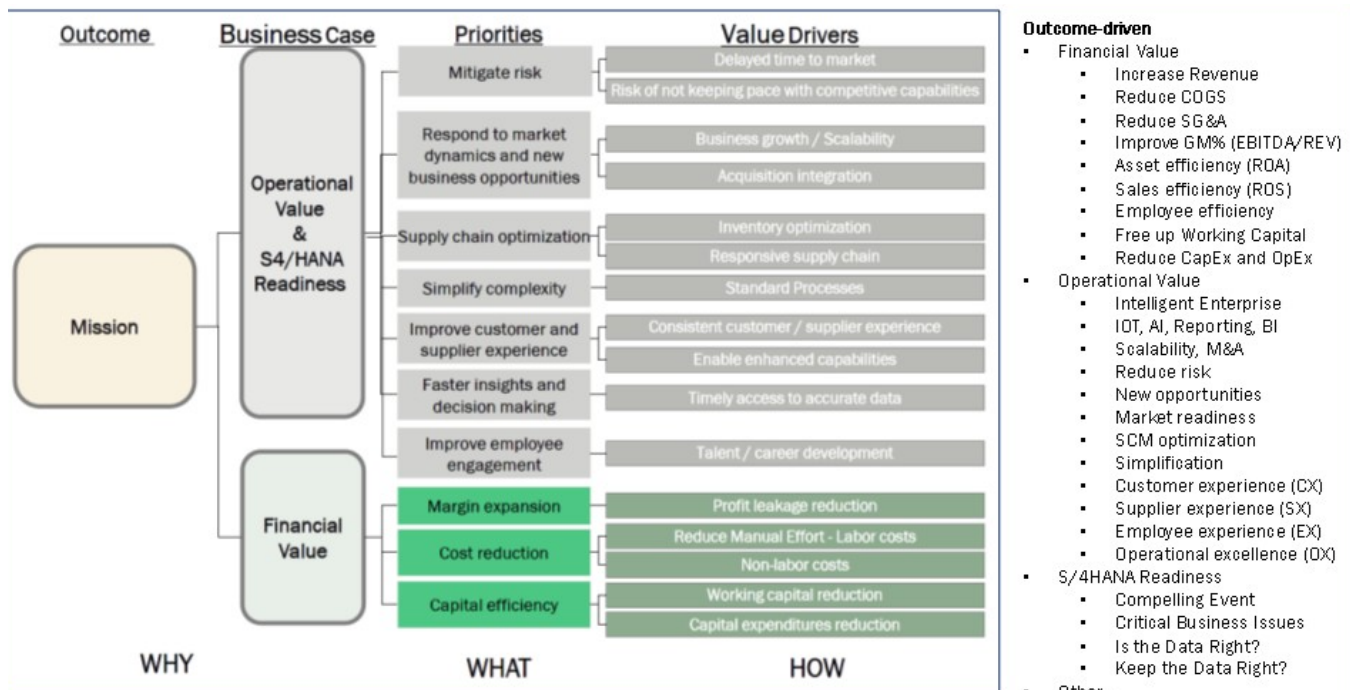 Outcome
Business Case
Priorities
Value Drivers
Mission
Operational
Value
&
S4/HANA
Readiness
Financial
Value
Mitigate risk
Delayed time to market
Risk of not keeping pace with competitive capabilities
Respond to market
dynamics and new
business opportunities
Business growth / Scalability
Acquisition integration
Supply chain optimization
Inventory optimization
Responsive supply chain
Simplify complexity
Standard Processes
Improve customer and
supplier experience
Consistent customer / supplier experience
Enable enhanced capabilities
Faster insights and
decision making
Timely access to accurate data
Improve employee
engagement
Talent / career development
Margin expansion
Profit leakage reduction
Cost reduction
Reduce Manual Effort - Labor costs
Non-labor costs
Capital efficiency
Working capital reduction
Capital expenditures reduction
WHY
WHAT
HOW
Outcome-driven
▪ Financial Value
▪ Increase Revenue
▪ Reduce COGS
▪ Reduce SG&A
▪ Improve GM% (EBITDA/REV)
▪ Asset efficiency (ROA)
▪ Sales efficiency (ROS)
▪ Employee efficiency
▪ Free up Working Capital
▪ Reduce CapEx and OpEx
▪ Operational Value
▪ Intelligent Enterprise
▪ IOT, AI, Reporting, BI
▪ Scalability, M&A
▪ Reduce risk
▪ New opportunities
▪ Market readiness
▪ SCM optimization
▪ Simplification
▪ Customer experience (CX)
▪ Supplier experience (SX)
▪ Employee experience (EX)
▪ Operational excellence (OX)
▪ S/4HANA Readiness
▪ Compelling Event
▪ Critical Business Issues
▪ Is the Data Right?
▪ Keep the Data Right?
▪ Other